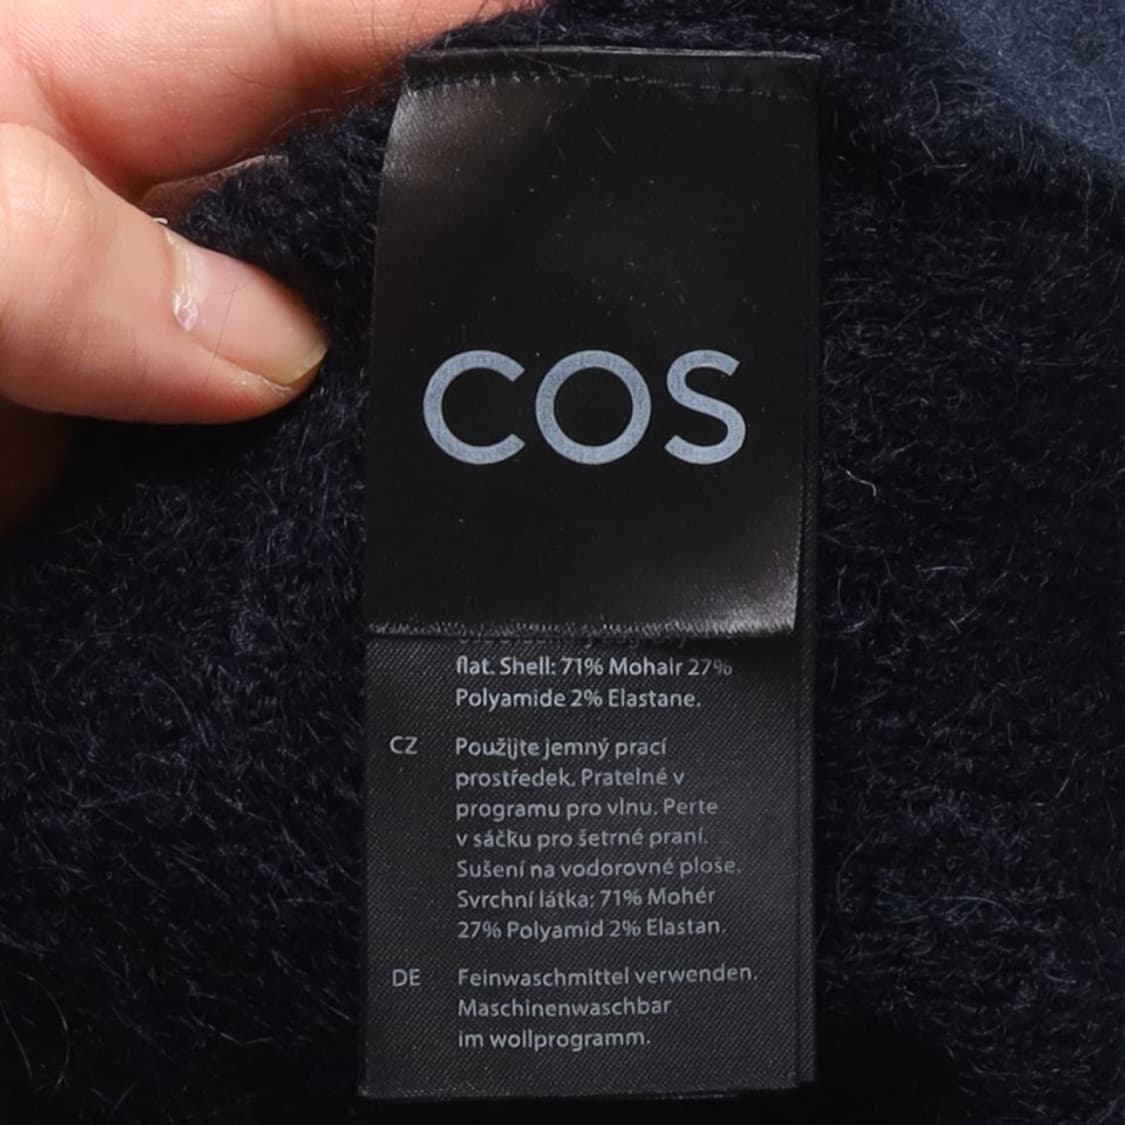 COS
flat. Shell: 71% Mohair 27%
Polyamide 2% Elastane.
CZ Použijte jemný prací
prostředek. Pratelné v
programu pro vlnu. Perte
v sáčku pro šetrné praní.
Sušení na vodorovné ploše.
Svrchní látka: 71% Mohér
27% Polyamid 2% Elastan.
DE Feinwaschmittel verwenden.
Maschinenwaschbar
im wollprogramm.